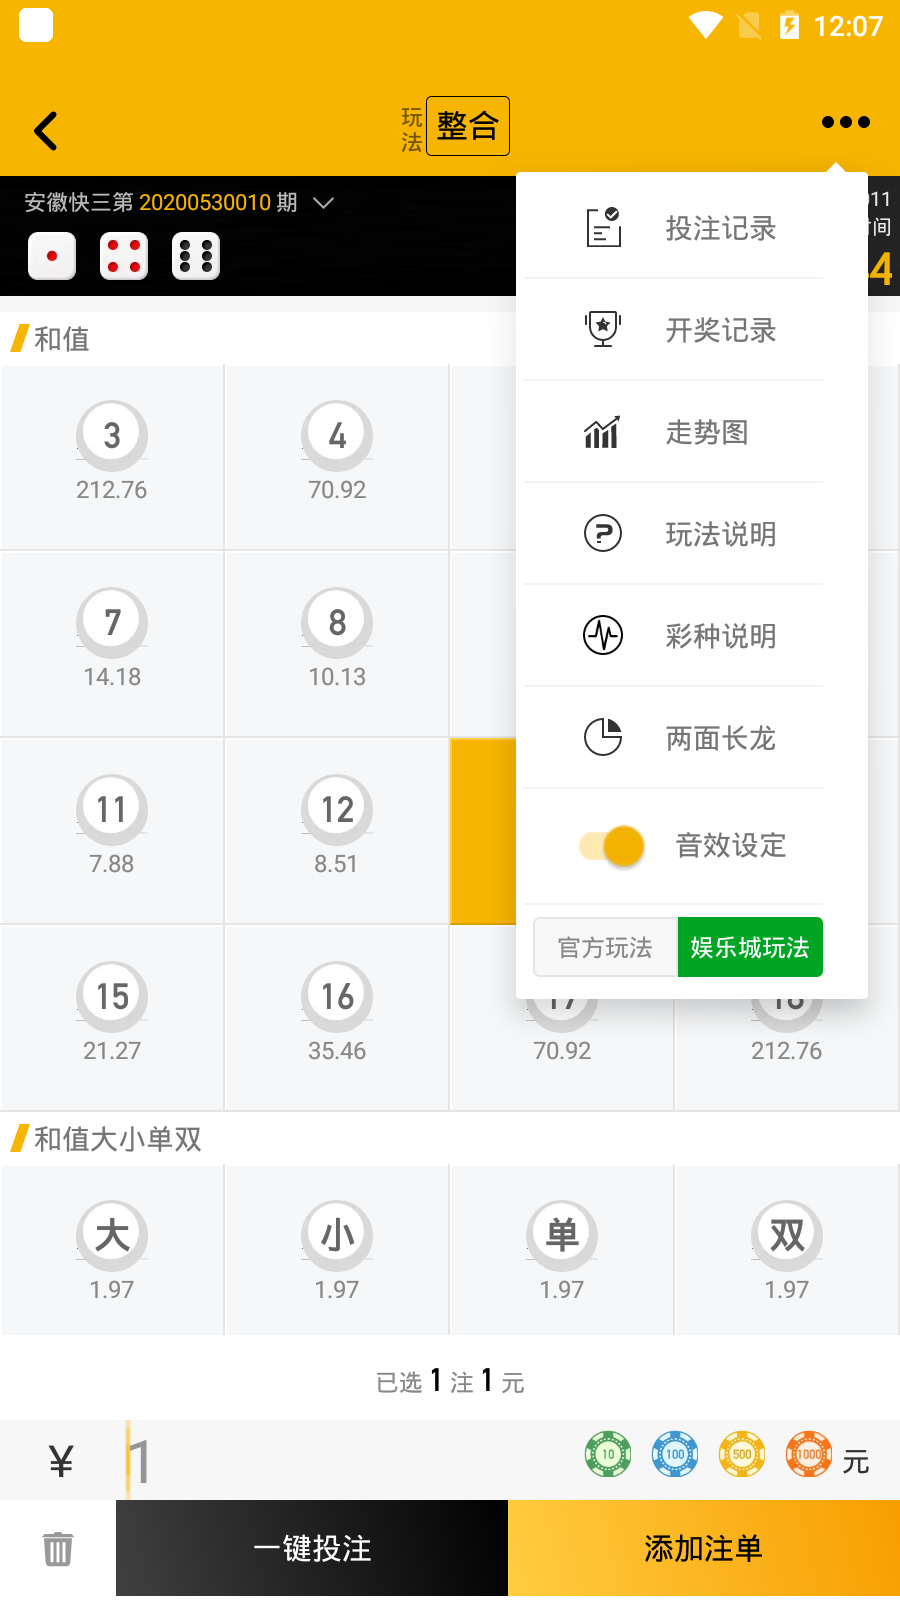 12:07
玩法
整合
安徽快三第 20200530010 期
011
间
4
投注记录
开奖记录
走势图
玩法说明
彩种说明
两面长龙
音效设定
官方玩法 娱乐城玩法
和值
3 4
212.76 70.92
7 8
14.18 10.13
11 12
7.88 8.51
15 16 17 18
21.27 35.46 70.92 212.76
和值大小单双
大 小 单 双
1.97 1.97 1.97 1.97
已选 1 注 1 元
¥ 1 10 100 500 1000 元
一键投注 添加注单